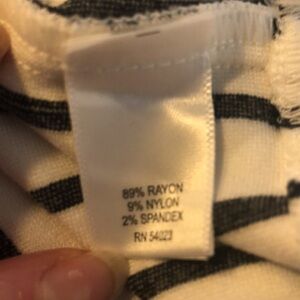 89% RAYON
9% NYLON
2% SPANDEX
RN 54023